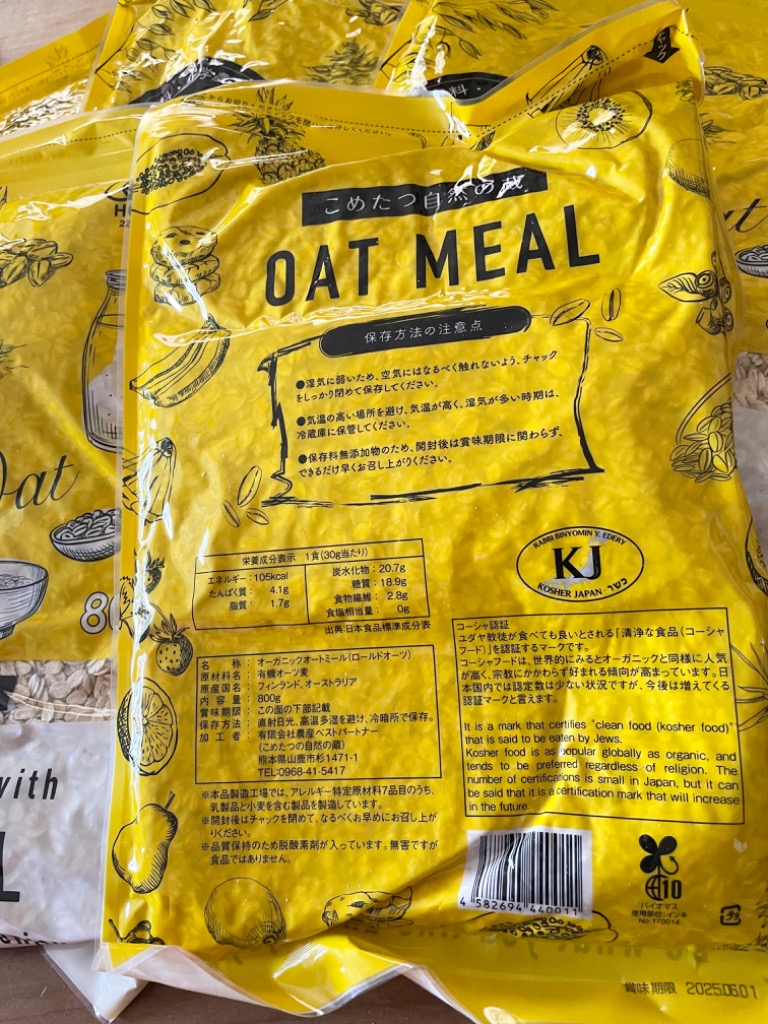 こめたつ自然の蔵
OAT MEAL
保存方法の注意点
●湿気に弱いため、空気にはなるべく触れないよう、チャック
をしっかり閉めて保存してください。
●気温の高い場所を避け、気温が高く、湿気が多い時期は、
冷蔵庫に保管してください。
●保存料無添加物のため、開封後は賞味期限に関わらず、
できるだけ早くお召し上がりください。
栄養成分表示 1食(30g当たり)
エネルギー:105kcal
たんぱく質: 4.1g
脂質: 1.7g
炭水化物:20.7g
糖質:18.9g
食物繊維: 2.8g
食塩相当量: 0g
出典:日本食品標準成分表
名称:オーガニックオートミール(ロールドオーツ)
原材料名:有機オーツ麦
原産国名:フィンランド、オーストラリア
内容量:800g
賞味期限:この面の下部記載
保存方法:直射日光、高温多湿を避け、冷暗所で保存。
加工者:有限会社農産ベストパートナー
(こめたつの自然の蔵)
熊本県山鹿市杉1471-1
TEL:0968-41-5417
※本品製造工場では、アレルギー特定原材料7品目のうち、
乳製品と小麦を含む製品を製造しています。
※開封後はチャックを閉めて、なるべくお早めにお召し上が
りください。
※品質保持のため脱酸素剤が入っています。無害ですが
食品ではありません。
RABBI BINYOMIN Y. EDERY
KJ
KOSHER JAPAN · כשר
コーシャ認証
ユダヤ教徒が食べても良いとされる「清浄な食品(コーシャ
フード)」を認証するマークです。
コーシャフードは、世界的にみるとオーガニックと同様に人気
が高く、宗教にかかわらず好まれる傾向が高まっています。日
本国内では認定数は少ない状況ですが、今後は増えてくる
認証マークと言えます。
It is a mark that certifies "clean food (kosher food)"
that is said to be eaten by Jews.
Kosher food is as popular globally as organic, and
tends to be preferred regardless of religion. The
number of certifications is small in Japan, but it can
be said that it is a certification mark that will increase
in the future.
4 582694 440011
10
バイオマス
使用部位:インキ
No.170014
賞味期限 2025.06.01
Oat
80
with
L
at